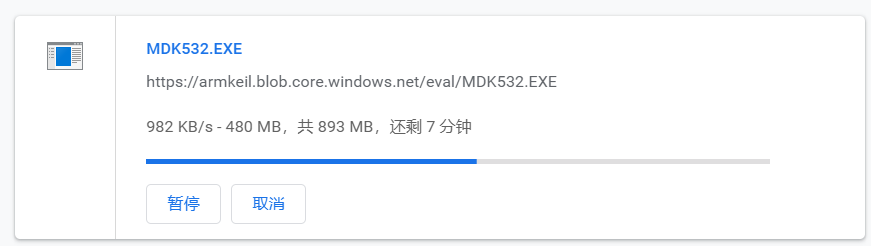 MDK532.EXE
https://armkeil.blob.core.windows.net/eval/MDK532.EXE
982 KB/s - 480 MB，共 893 MB，还剩 7 分钟
暂停 取消